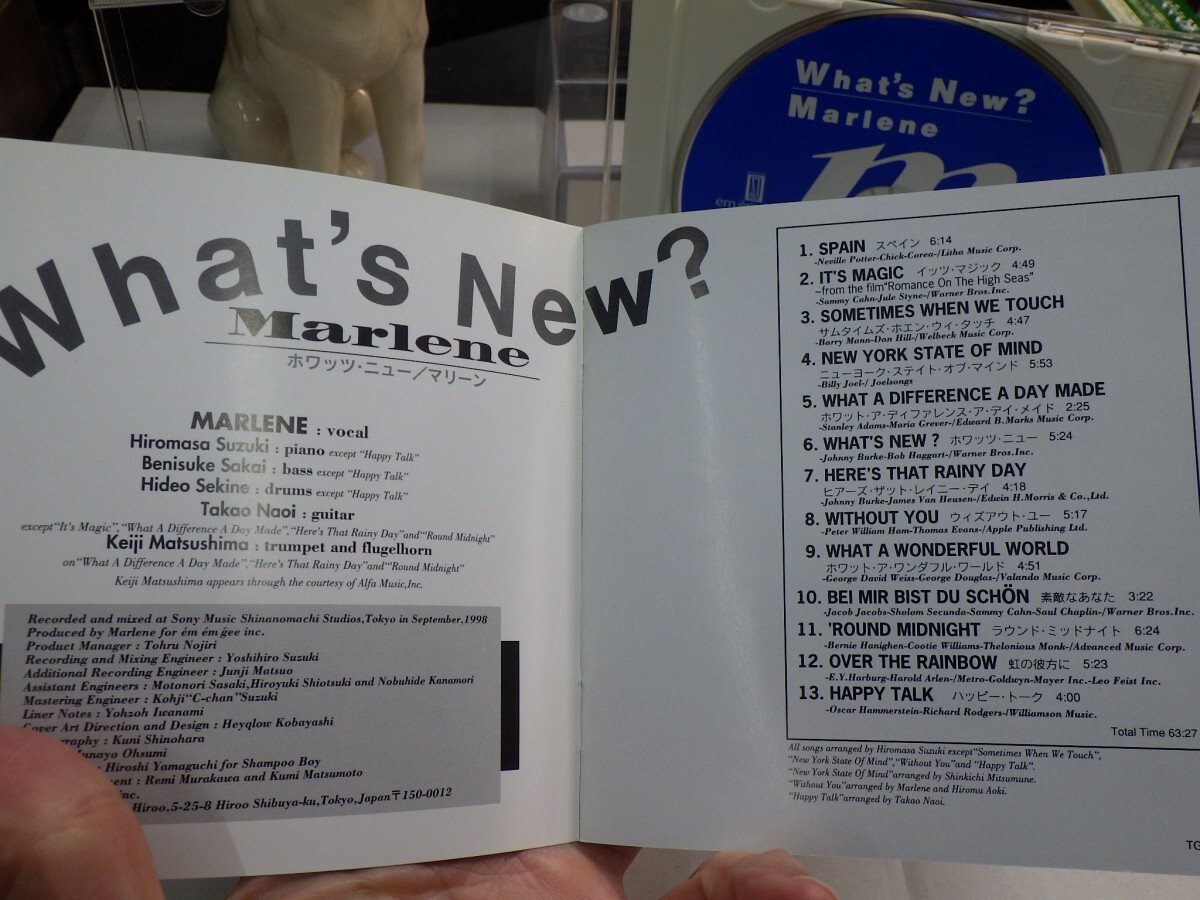 What's New?
Marlene
What's New?
Marlene
ホワッツ・ニュー／マリーン
MARLENE : vocal
Hiromasa Suzuki : piano except "Happy Talk"
Benisuke Sakai : bass except "Happy Talk"
Hideo Sekine : drums except "Happy Talk"
Takao Naoi : guitar
except"It's Magic","What A Difference A Day Made","Here's That Rainy Day"and"'Round Midnight"
Keiji Matsushima : trumpet and flugelhorn
on"What A Difference A Day Made","Here's That Rainy Day"and"'Round Midnight"
Keiji Matsushima appears through the courtesy of Alfa Music,Inc.
Recorded and mixed at Sony Music Shinanomachi Studios,Tokyo in September,1998
Produced by Marlene for ém ém gee inc.
Product Manager : Tohru Nojiri
Recording and Mixing Engineer : Yoshihiro Suzuki
Additional Recording Engineer : Junji Matsuo
Assistant Engineers : Motonori Sasaki,Hiroyuki Shiotsuki and Nobuhide Kanamori
Mastering Engineer : Kohji"C-chan"Suzuki
Liner Notes : Yohzoh Iwanami
Cover Art Direction and Design : Heyqlow Kobayashi
: Kuni Shinohara
Ohsumi
: Hiroshi Yamaguchi for Shampoo Boy
: Remi Murakawa and Kumi Matsumoto
inc.
Hiroo,5-25-8 Hiroo Shibuya-ku,Tokyo,Japan〒150-0012
1. SPAIN スペイン 6:14
-Neville Potter-Chick-Corea-/Litha Music Corp.
2. IT'S MAGIC イッツ・マジック 4:49
~from the film"Romance On The High Seas"
-Sammy Cahn-Jule Styne-/Warner Bros.Inc.
3. SOMETIMES WHEN WE TOUCH
サムタイムズ・ホエン・ウィ・タッチ 4:47
-Barry Mann-Dan Hill-/Welbeck Music Corp.
4. NEW YORK STATE OF MIND
ニューヨーク・ステイト・オブ・マインド 5:53
-Billy Joel-/ Joelsongs
5. WHAT A DIFFERENCE A DAY MADE
ホワット・ア・ディファレンス・ア・デイ・メイド 2:25
-Stanley Adams-Maria Grever-/Edward B.Marks Music Corp.
6. WHAT'S NEW ? ホワッツ・ニュー 5:24
-Johnny Burke-Bob Haggart-/Warner Bros.Inc.
7. HERE'S THAT RAINY DAY
ヒアーズ・ザット・レイニー・デイ 4:18
-Johnny Burke-James Van Heusen-/Edwin H.Morris & Co.,Ltd.
8. WITHOUT YOU ウィズアウト・ユー 5:17
-Peter William Ham-Thomas Evans-/Apple Publishing Ltd.
9. WHAT A WONDERFUL WORLD
ホワット・ア・ワンダフル・ワールド 4:51
-George David Weiss-George Douglas-/Valando Music Corp.
10. BEI MIR BIST DU SCHÖN 素敵なあなた 3:22
-Jacob Jacobs-Sholom Secunda-Sammy Cahn-Saul Chaplin-/Warner Bros.Inc.
11. 'ROUND MIDNIGHT ラウンド・ミッドナイト 6:24
-Bernie Hanighen-Cootie Williams-Thelonious Monk-/Advanced Music Corp.
12. OVER THE RAINBOW 虹の彼方に 5:23
-E.Y.Harburg-Harold Arlen-/Metro-Goldwyn-Mayer Inc.-Leo Feist Inc.
13. HAPPY TALK ハッピー・トーク 4:00
-Oscar Hammerstein-Richard Rodgers-/Williamson Music.
Total Time 63:27
All songs arranged by Hiromasa Suzuki except"Sometimes When We Touch",
"New York State Of Mind","Without You"and "Happy Talk".
"New York State Of Mind"arranged by Shinkichi Mitsumune.
"Without You"arranged by Marlene and Hiromu Aoki.
"Happy Talk"arranged by Takao Naoi.